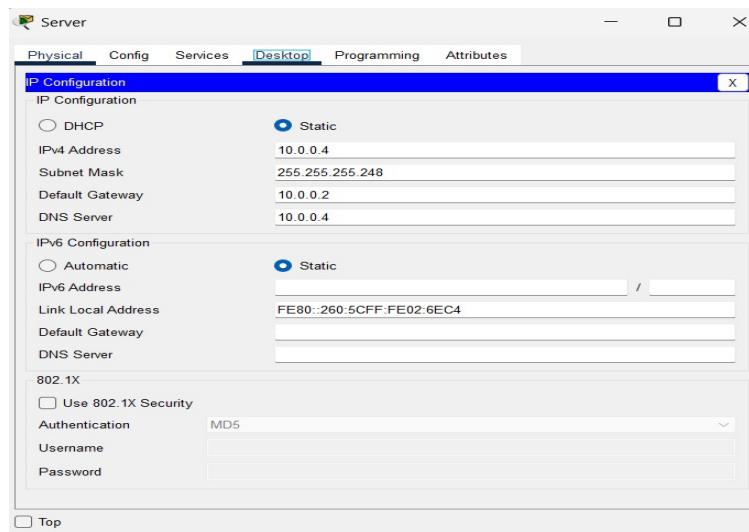 Server
Physical Config Services Desktop Programming Attributes
IP Configuration X
IP Configuration
DHCP Static
IPv4 Address 10.0.0.4
Subnet Mask 255.255.255.248
Default Gateway 10.0.0.2
DNS Server 10.0.0.4
IPv6 Configuration
Automatic Static
IPv6 Address /
Link Local Address FE80::260:5CFF:FE02:6EC4
Default Gateway
DNS Server
802.1X
Use 802.1X Security
Authentication MD5
Username
Password
Top